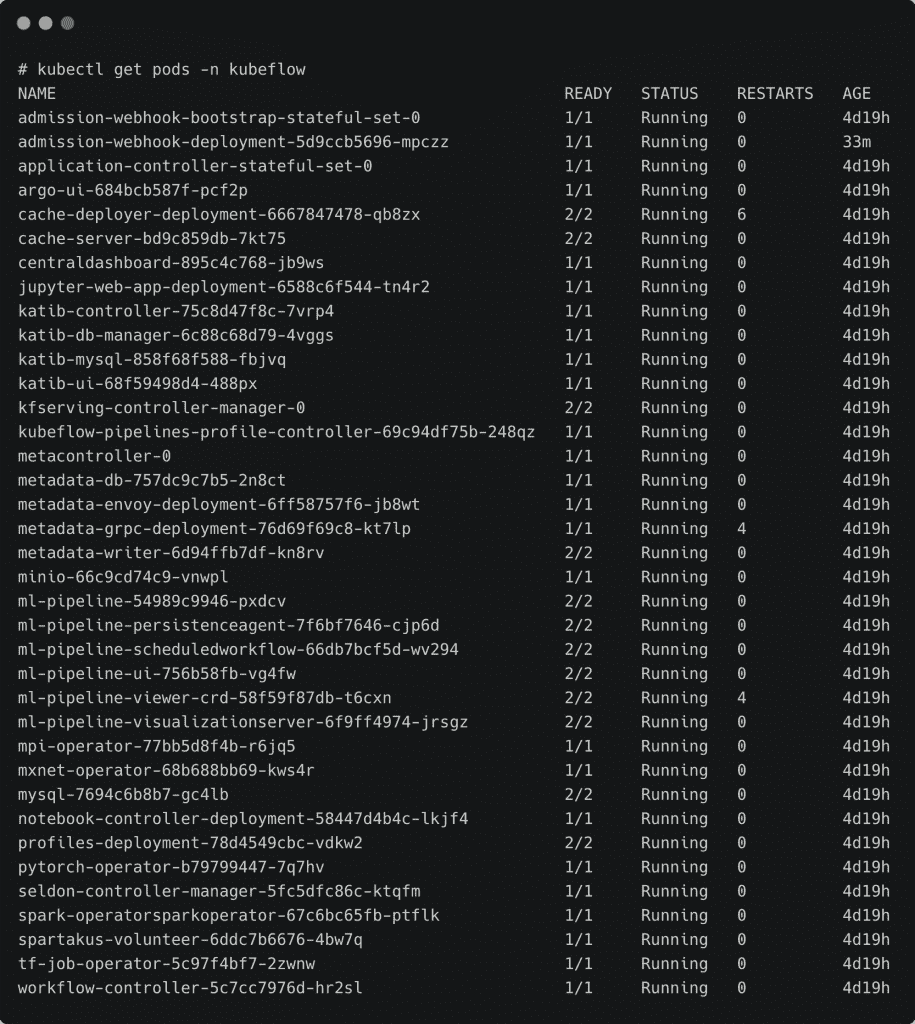 # kubectl get pods -n kubeflow
NAME READY STATUS RESTARTS AGE
admission-webhook-bootstrap-stateful-set-0 1/1 Running 0 4d19h
admission-webhook-deployment-5d9ccb5696-mpczz 1/1 Running 0 33m
application-controller-stateful-set-0 1/1 Running 0 4d19h
argo-ui-684bcb587f-pcf2p 1/1 Running 0 4d19h
cache-deployer-deployment-6667847478-qb8zx 2/2 Running 6 4d19h
cache-server-bd9c859db-7kt75 2/2 Running 0 4d19h
centraldashboard-895c4c768-jb9ws 1/1 Running 0 4d19h
jupyter-web-app-deployment-6588c6f544-tn4r2 1/1 Running 0 4d19h
katib-controller-75c8d47f8c-7vrp4 1/1 Running 0 4d19h
katib-db-manager-6c88c68d79-4vggs 1/1 Running 0 4d19h
katib-mysql-858f68f588-fbjvq 1/1 Running 0 4d19h
katib-ui-68f59498d4-488px 1/1 Running 0 4d19h
kfserving-controller-manager-0 2/2 Running 0 4d19h
kubeflow-pipelines-profile-controller-69c94df75b-248qz 1/1 Running 0 4d19h
metacontroller-0 1/1 Running 0 4d19h
metadata-db-757dc9c7b5-2n8ct 1/1 Running 0 4d19h
metadata-envoy-deployment-6ff58757f6-jb8wt 1/1 Running 0 4d19h
metadata-grpc-deployment-76d69f69c8-kt7lp 1/1 Running 4 4d19h
metadata-writer-6d94ffb7df-kn8rv 2/2 Running 0 4d19h
minio-66c9cd74c9-vnwpl 1/1 Running 0 4d19h
ml-pipeline-54989c9946-pxdcv 2/2 Running 0 4d19h
ml-pipeline-persistenceagent-7f6bf7646-cjp6d 2/2 Running 0 4d19h
ml-pipeline-scheduledworkflow-66db7bcf5d-wv294 2/2 Running 0 4d19h
ml-pipeline-ui-756b58fb-vg4fw 2/2 Running 0 4d19h
ml-pipeline-viewer-crd-58f59f87db-t6cxn 2/2 Running 4 4d19h
ml-pipeline-visualizationserver-6f9ff4974-jrsgz 2/2 Running 0 4d19h
mpi-operator-77bb5d8f4b-r6jq5 1/1 Running 0 4d19h
mxnet-operator-68b688bb69-kws4r 1/1 Running 0 4d19h
mysql-7694c6b8b7-gc4lb 2/2 Running 0 4d19h
notebook-controller-deployment-58447d4b4c-lkjf4 1/1 Running 0 4d19h
profiles-deployment-78d4549cbc-vdkw2 2/2 Running 0 4d19h
pytorch-operator-b79799447-7q7hv 1/1 Running 0 4d19h
seldon-controller-manager-5fc5dfc86c-ktqfm 1/1 Running 0 4d19h
spark-operatorsparkoperator-67c6bc65fb-ptflk 1/1 Running 0 4d19h
spartakus-volunteer-6ddc7b6676-4bw7q 1/1 Running 0 4d19h
tf-job-operator-5c97f4bf7-2zwnw 1/1 Running 0 4d19h
workflow-controller-5c7cc7976d-hr2sl 1/1 Running 0 4d19h